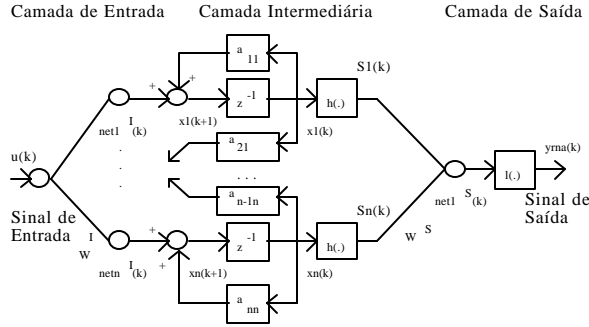 Camada de Entrada Camada Intermediária Camada de Saída
a 11
S1(k)
+ +
z -1
h(.)
net1 I (k)
x1(k+1)
x1(k)
a 21
yrna(k)
u(k)
. . .
. . .
l(.)
a n-1n
net1 S (k)
Sinal de Entrada
Sinal de Saída
Sn(k)
W I
W S
+
z -1
h(.)
netn I (k)
+
xn(k+1)
xn(k)
a nn